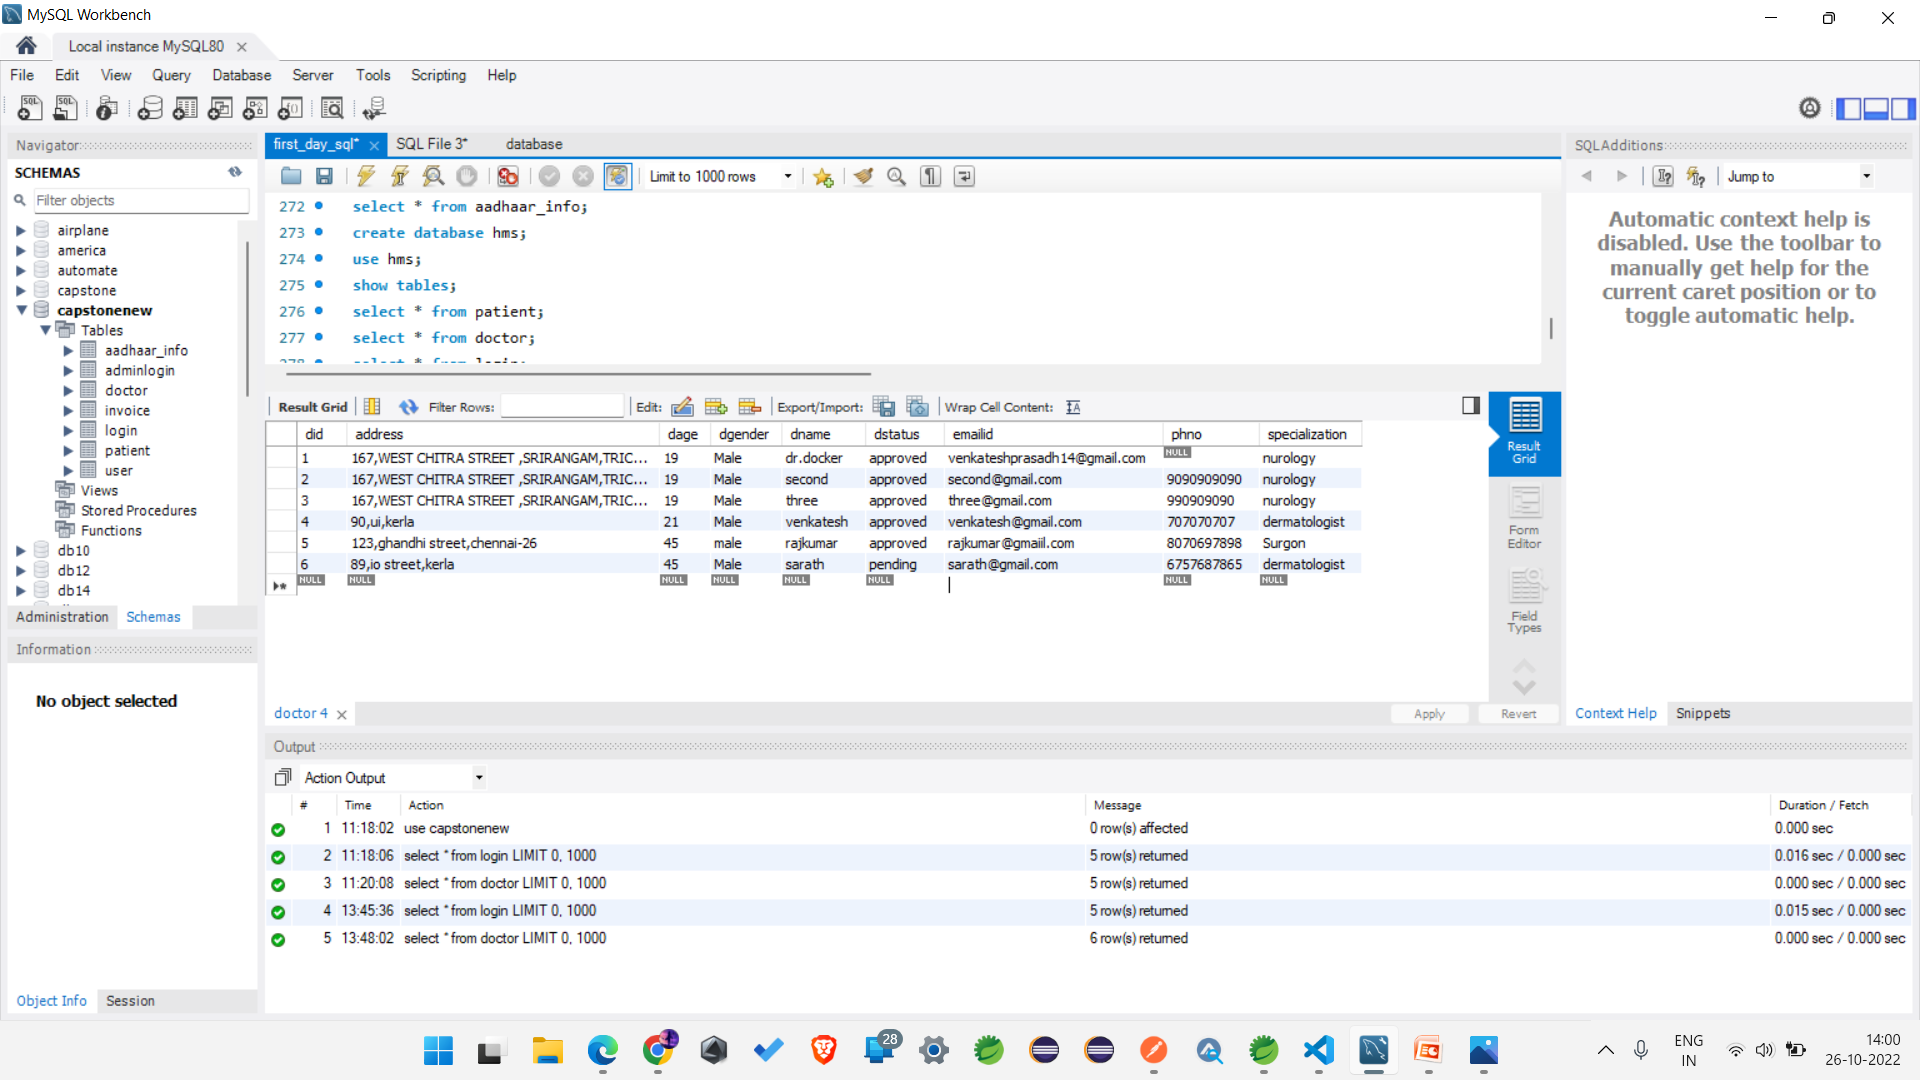 MySQL Workbench
Local instance MySQL80
File Edit View Query Database Server Tools Scripting Help
Navigator
SCHEMAS
Filter objects
airplane
america
automate
capstone
capstonenew
Tables
aadhaar_info
adminlogin
doctor
invoice
login
patient
user
Views
Stored Procedures
Functions
db10
db12
db14
Administration Schemas
Information
No object selected
Object Info Session
first_day_sql* SQL File 3* database
Limit to 1000 rows
272 select * from aadhaar_info;
273 create database hms;
274 use hms;
275 show tables;
276 select * from patient;
277 select * from doctor;
278 select * from login;
Result Grid Filter Rows: Edit: Export/Import: Wrap Cell Content:
did address dage dgender dname dstatus emailid phno specialization
1 167,WEST CHITRA STREET ,SRIRANGAM,TRIC... 19 Male dr.docker approved venkateshprasadh14@gmail.com NULL nurology
2 167,WEST CHITRA STREET ,SRIRANGAM,TRIC... 19 Male second approved second@gmail.com 9090909090 nurology
3 167,WEST CHITRA STREET ,SRIRANGAM,TRIC... 19 Male three approved three@gmail.com 990909090 nurology
4 90,ui,kerla 21 Male venkatesh approved venkatesh@gmail.com 707070707 dermatologist
5 123,ghandhi street,chennai-26 45 male rajkumar approved rajkumar@gmaiil.com 8070697898 Surgon
6 89,io street,kerla 45 Male sarath pending sarath@gmail.com 6757687865 dermatologist
NULL NULL NULL NULL NULL NULL NULL NULL
Result Grid
Form Editor
Field Types
doctor 4 Apply Revert
SQLAdditions
Jump to
Automatic context help is
disabled. Use the toolbar to
manually get help for the
current caret position or to
toggle automatic help.
Context Help Snippets
Output
Action Output
# Time Action Message Duration / Fetch
1 11:18:02 use capstonenew 0 row(s) affected 0.000 sec
2 11:18:06 select * from login LIMIT 0, 1000 5 row(s) returned 0.016 sec / 0.000 sec
3 11:20:08 select * from doctor LIMIT 0, 1000 5 row(s) returned 0.000 sec / 0.000 sec
4 13:45:36 select * from login LIMIT 0, 1000 5 row(s) returned 0.015 sec / 0.000 sec
5 13:48:02 select * from doctor LIMIT 0, 1000 6 row(s) returned 0.000 sec / 0.000 sec
28
ENG
IN
14:00
26-10-2022